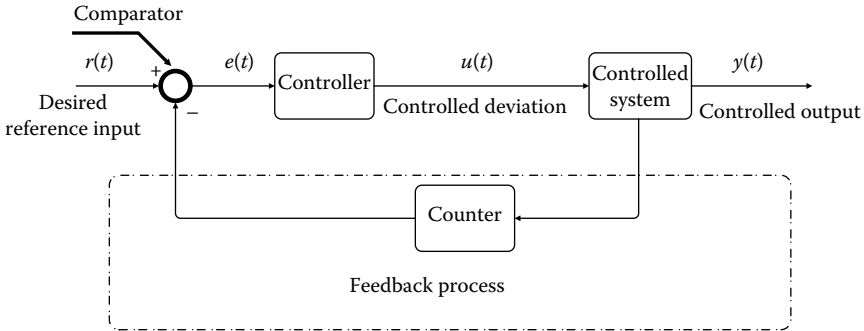 Comparator
r(t)
+
e(t)
Controller
u(t)
Controlled
system
y(t)
Desired
reference input
−
Controlled deviation
Controlled output
Counter
Feedback process